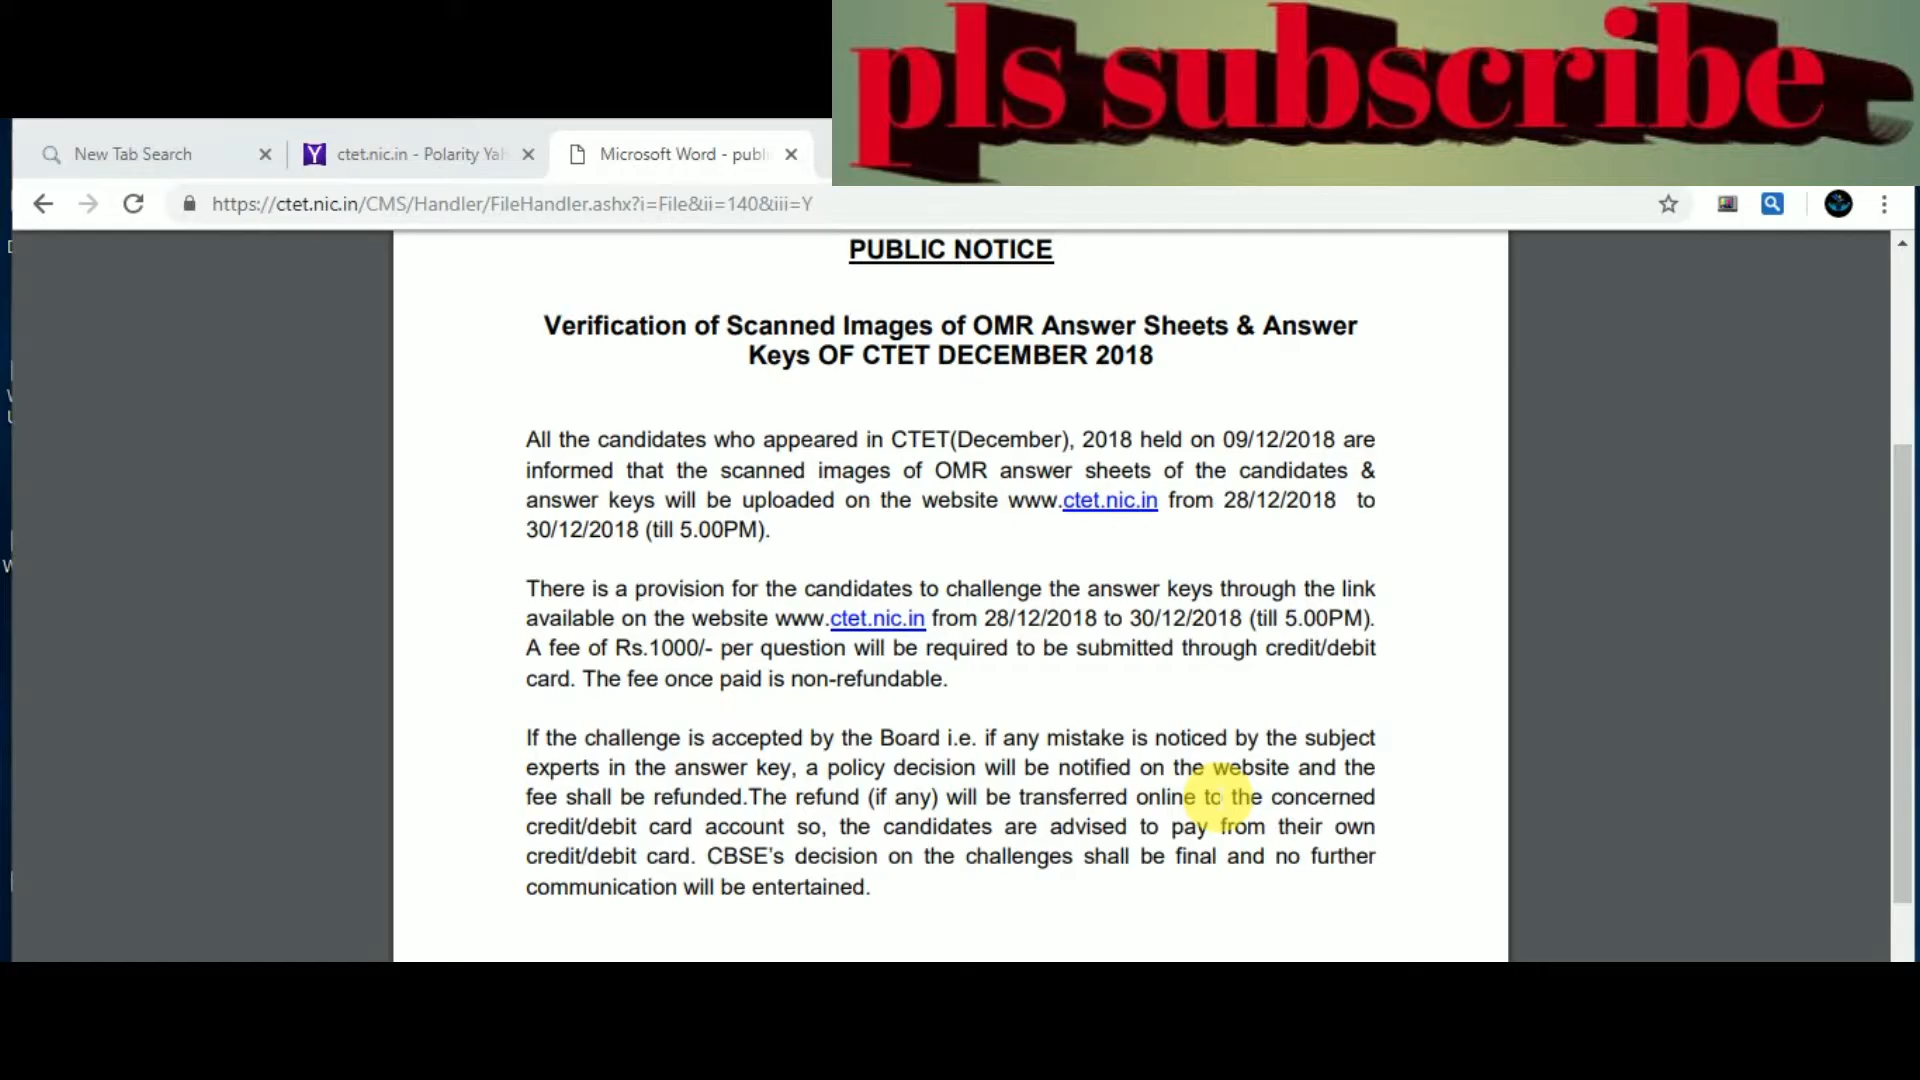 pls subscribe
New Tab Search
ctet.nic.in - Polarity Yah
Microsoft Word - publi
https://ctet.nic.in/CMS/Handler/FileHandler.ashx?i=File&ii=140&iii=Y
PUBLIC NOTICE
Verification of Scanned Images of OMR Answer Sheets & Answer
Keys OF CTET DECEMBER 2018
All the candidates who appeared in CTET(December), 2018 held on 09/12/2018 are
informed that the scanned images of OMR answer sheets of the candidates &
answer keys will be uploaded on the website www.ctet.nic.in from 28/12/2018 to
30/12/2018 (till 5.00PM).
There is a provision for the candidates to challenge the answer keys through the link
available on the website www.ctet.nic.in from 28/12/2018 to 30/12/2018 (till 5.00PM).
A fee of Rs.1000/- per question will be required to be submitted through credit/debit
card. The fee once paid is non-refundable.
If the challenge is accepted by the Board i.e. if any mistake is noticed by the subject
experts in the answer key, a policy decision will be notified on the website and the
fee shall be refunded.The refund (if any) will be transferred online to the concerned
credit/debit card account so, the candidates are advised to pay from their own
credit/debit card. CBSE's decision on the challenges shall be final and no further
communication will be entertained.